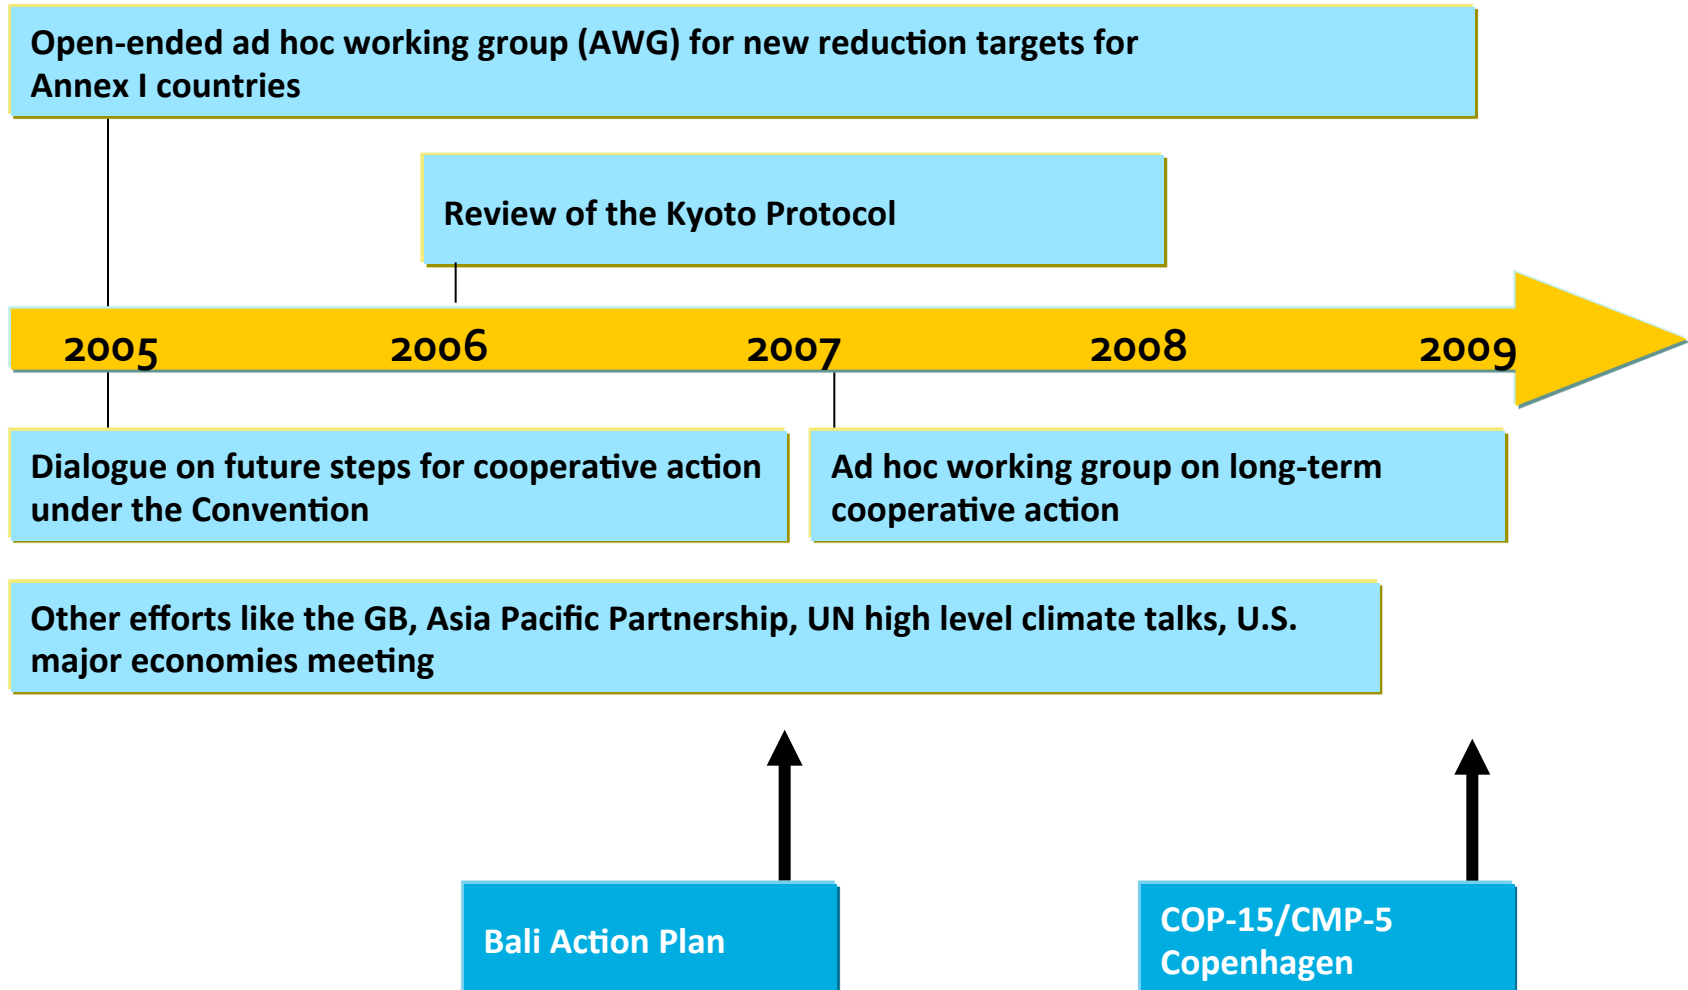 Open-ended ad hoc working group (AWG) for new reduction targets for
Annex I countries
Review of the Kyoto Protocol
2005 2006 2007 2008 2009
Dialogue on future steps for cooperative action
under the Convention
Ad hoc working group on long-term
cooperative action
Other efforts like the GB, Asia Pacific Partnership, UN high level climate talks, U.S.
major economies meeting
Bali Action Plan
COP-15/CMP-5
Copenhagen